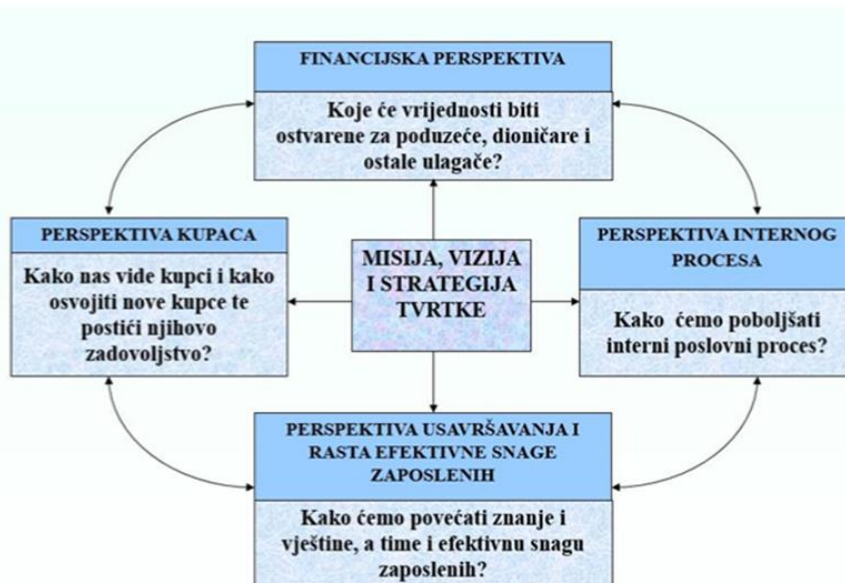 FINANCIJSKA PERSPEKTIVA
Koje će vrijednosti biti
ostvarene za poduzeće, dioničare i
ostale ulagače?
PERSPEKTIVA KUPACA
Kako nas vide kupci i kako
osvojiti nove kupce te
postići njihovo
zadovoljstvo?
MISIJA, VIZIJA
I STRATEGIJA
TVRTKE
PERSPEKTIVA INTERNOG
PROCESA
Kako ćemo poboljšati
interni poslovni proces?
PERSPEKTIVA USAVRŠAVANJA I
RASTA EFEKTIVNE SNAGE
ZAPOSLENIH
Kako ćemo povećati znanje i
vještine, a time i efektivnu snagu
zaposlenih?